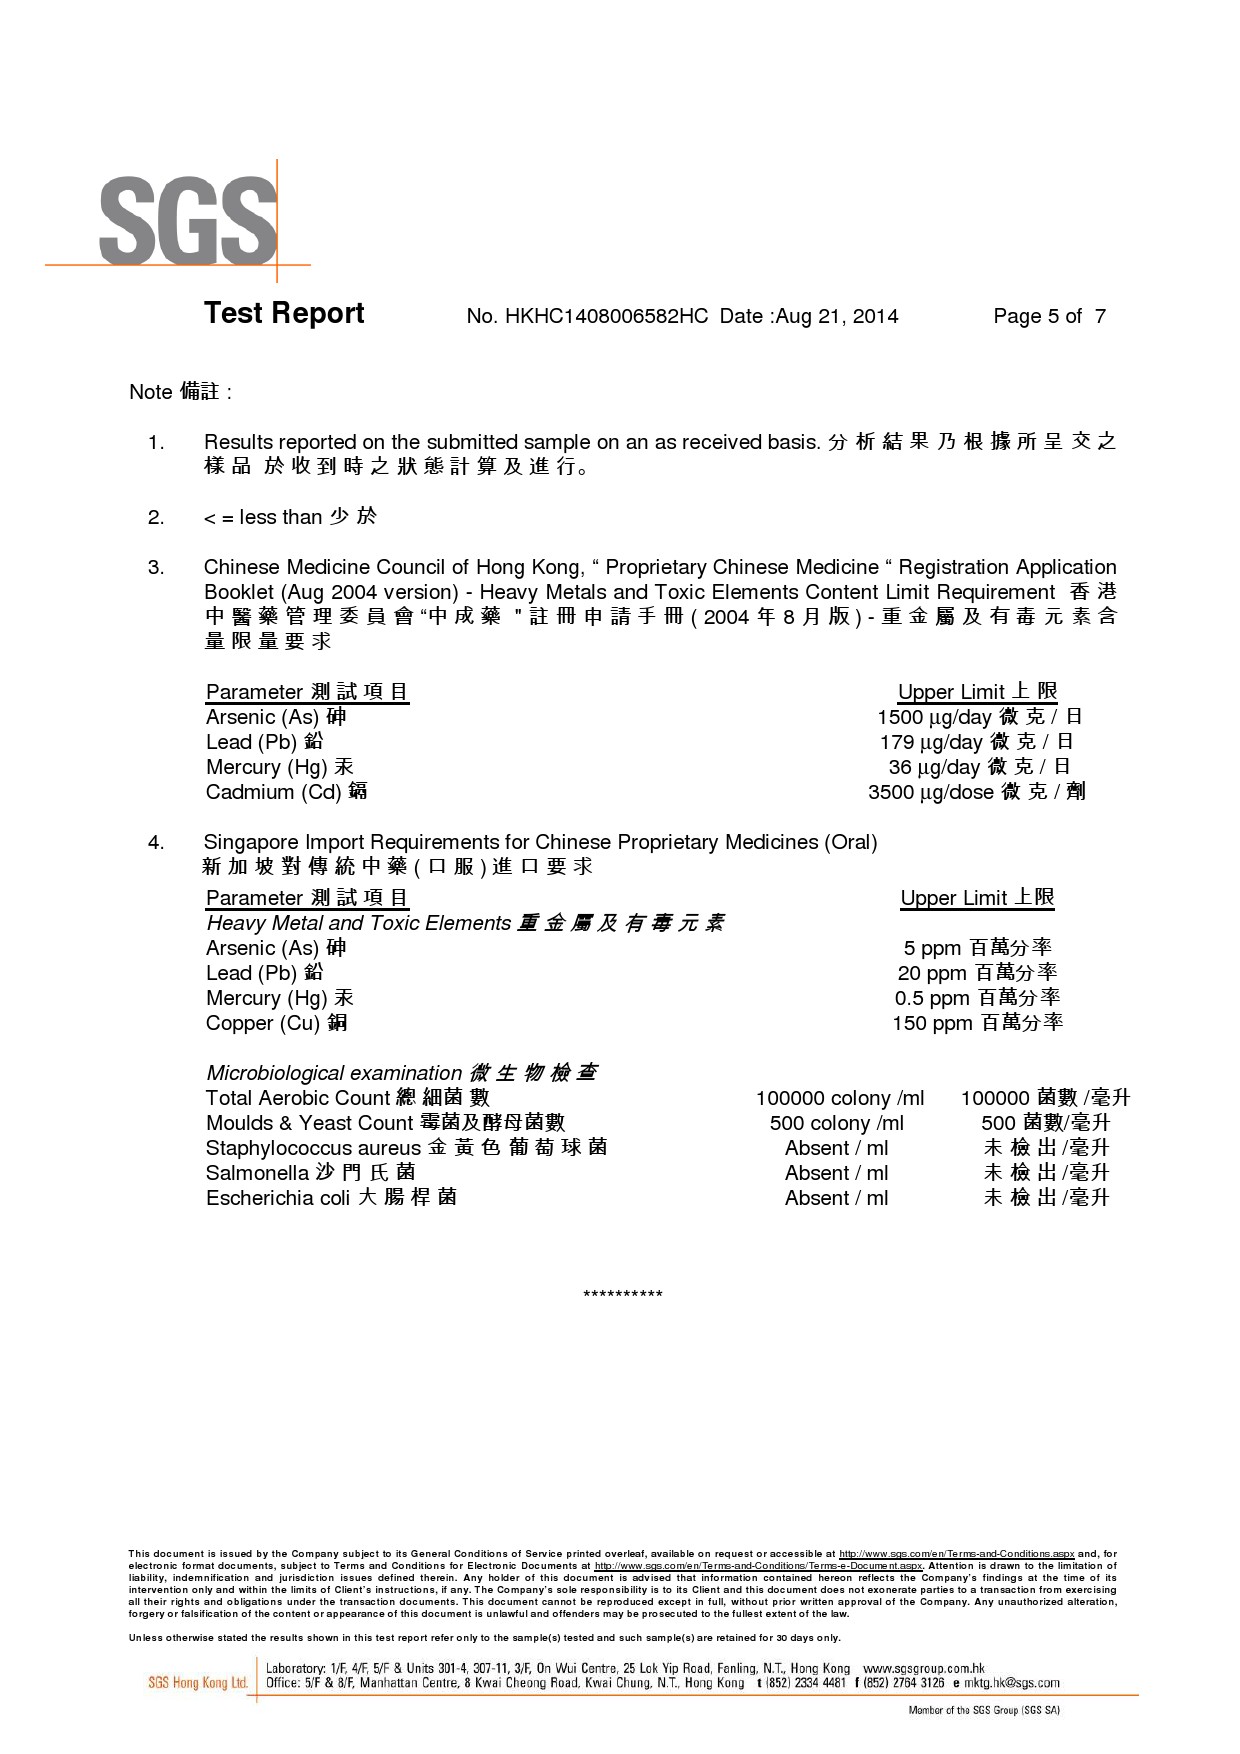 SGS
Test Report No. HKHC1408006582HC Date :Aug 21, 2014 Page 5 of 7
Note 備註 :
1. Results reported on the submitted sample on an as received basis. 分析結果乃根據所呈交之
樣品 於收到時之狀態計算及進行。
2. < = less than 少於
3. Chinese Medicine Council of Hong Kong, “ Proprietary Chinese Medicine “ Registration Application
Booklet (Aug 2004 version) - Heavy Metals and Toxic Elements Content Limit Requirement 香港
中醫藥管理委員會“中成藥 " 註冊申請手冊 ( 2004 年 8 月版 ) - 重金屬及有毒元素含
量限量要求
Parameter 測試項目 Upper Limit 上限
Arsenic (As) 砷 1500 µg/day 微克 / 日
Lead (Pb) 鉛 179 µg/day 微克 / 日
Mercury (Hg) 汞 36 µg/day 微克 / 日
Cadmium (Cd) 鎘 3500 µg/dose 微克 / 劑
4. Singapore Import Requirements for Chinese Proprietary Medicines (Oral)
新加坡對傳統中藥 ( 口服 ) 進口要求
Parameter 測試項目 Upper Limit 上限
Heavy Metal and Toxic Elements 重金屬及有毒元素
Arsenic (As) 砷 5 ppm 百萬分率
Lead (Pb) 鉛 20 ppm 百萬分率
Mercury (Hg) 汞 0.5 ppm 百萬分率
Copper (Cu) 銅 150 ppm 百萬分率
Microbiological examination 微生物檢查
Total Aerobic Count 總細菌數 100000 colony /ml 100000 菌數 /毫升
Moulds & Yeast Count 霉菌及酵母菌數 500 colony /ml 500 菌數/毫升
Staphylococcus aureus 金黃色葡萄球菌 Absent / ml 未檢出/毫升
Salmonella 沙門氏菌 Absent / ml 未檢出/毫升
Escherichia coli 大腸桿菌 Absent / ml 未檢出/毫升
**********
This document is issued by the Company subject to its General Conditions of Service printed overleaf, available on request or accessible at http://www.sgs.com/en/Terms-and-Conditions.aspx and, for
electronic format documents, subject to Terms and Conditions for Electronic Documents at http://www.sgs.com/en/Terms-and-Conditions/Terms-e-Document.aspx. Attention is drawn to the limitation of
liability, indemnification and jurisdiction issues defined therein. Any holder of this document is advised that information contained hereon reflects the Company's findings at the time of its
intervention only and within the limits of Client's instructions, if any. The Company's sole responsibility is to its Client and this document does not exonerate parties to a transaction from exercising
all their rights and obligations under the transaction documents. This document cannot be reproduced except in full, without prior written approval of the Company. Any unauthorized alteration,
forgery or falsification of the content or appearance of this document is unlawful and offenders may be prosecuted to the fullest extent of the law.
Unless otherwise stated the results shown in this test report refer only to the sample(s) tested and such sample(s) are retained for 30 days only.
SGS Hong Kong Ltd. Laboratory: 1/F, 4/F, 5/F & Units 301-4, 307-11, 3/F, On Wui Centre, 25 Lok Yip Road, Fanling, N.T., Hong Kong www.sgsgroup.com.hk
Office: 5/F & 8/F, Manhattan Centre, 8 Kwai Cheong Road, Kwai Chung, N.T., Hong Kong t (852) 2334 4481 f (852) 2764 3126 e mktg.hk@sgs.com
Member of the SGS Group (SGS SA)